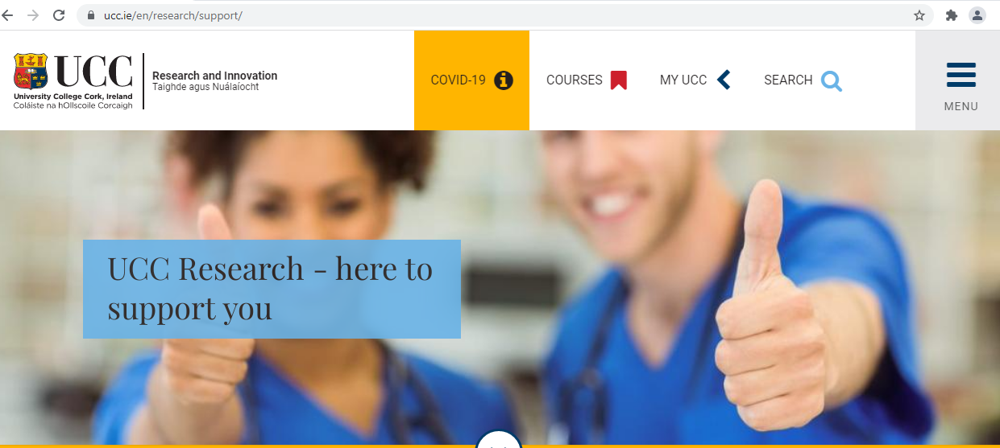 ucc.ie/en/research/support/
UCC
University College Cork, Ireland
Coláiste na hOllscoile Corcaigh
Research and Innovation
Taighde agus Nuálaíocht
COVID-19
COURSES
MY UCC
SEARCH
MENU
UCC Research - here to
support you